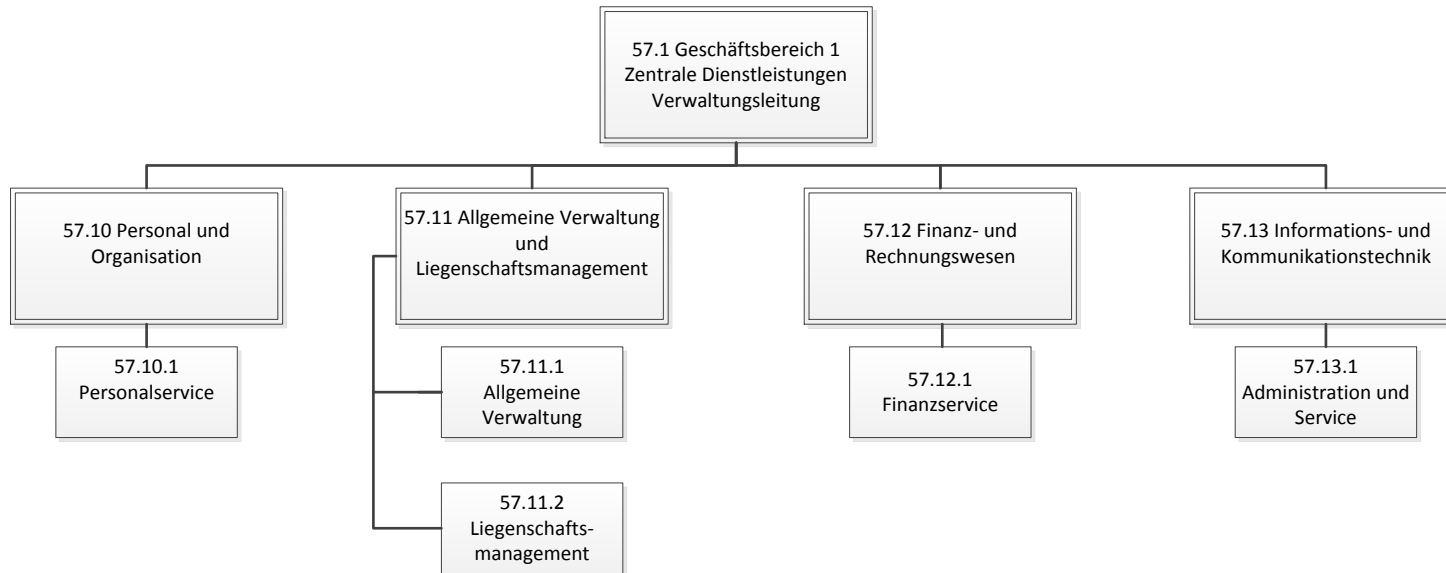 57.1 Geschäftsbereich 1
Zentrale Dienstleistungen
Verwaltungsleitung
57.10 Personal und
Organisation
57.11 Allgemeine Verwaltung
und
Liegenschaftsmanagement
57.12 Finanz- und
Rechnungswesen
57.13 Informations- und
Kommunikationstechnik
57.10.1
Personalservice
57.11.1
Allgemeine
Verwaltung
57.12.1
Finanzservice
57.13.1
Administration und
Service
57.11.2
Liegenschafts-
management